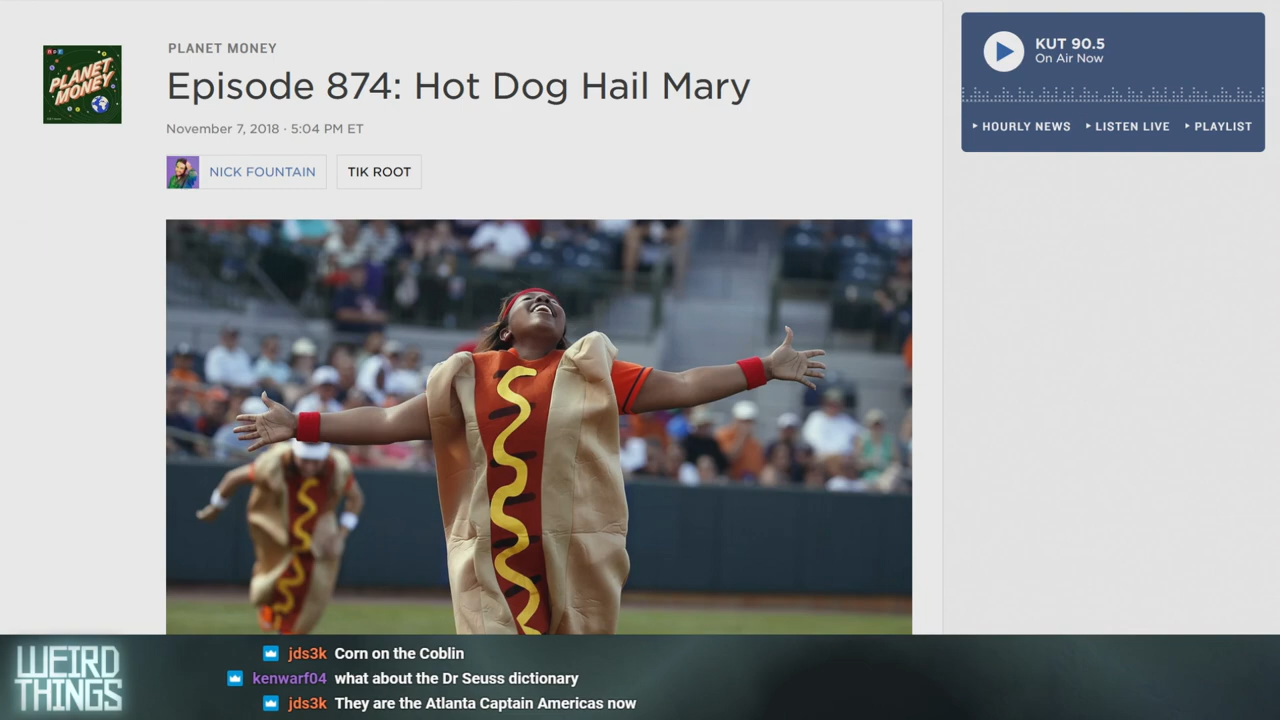 PLANET MONEY
PLANET MONEY
Episode 874: Hot Dog Hail Mary
November 7, 2018 · 5:04 PM ET
NICK FOUNTAIN
TIK ROOT
KUT 90.5
On Air Now
HOURLY NEWS
LISTEN LIVE
PLAYLIST
WEIRD THINGS
jds3k Corn on the Coblin
kenwarf04 what about the Dr Seuss dictionary
jds3k They are the Atlanta Captain Americas now